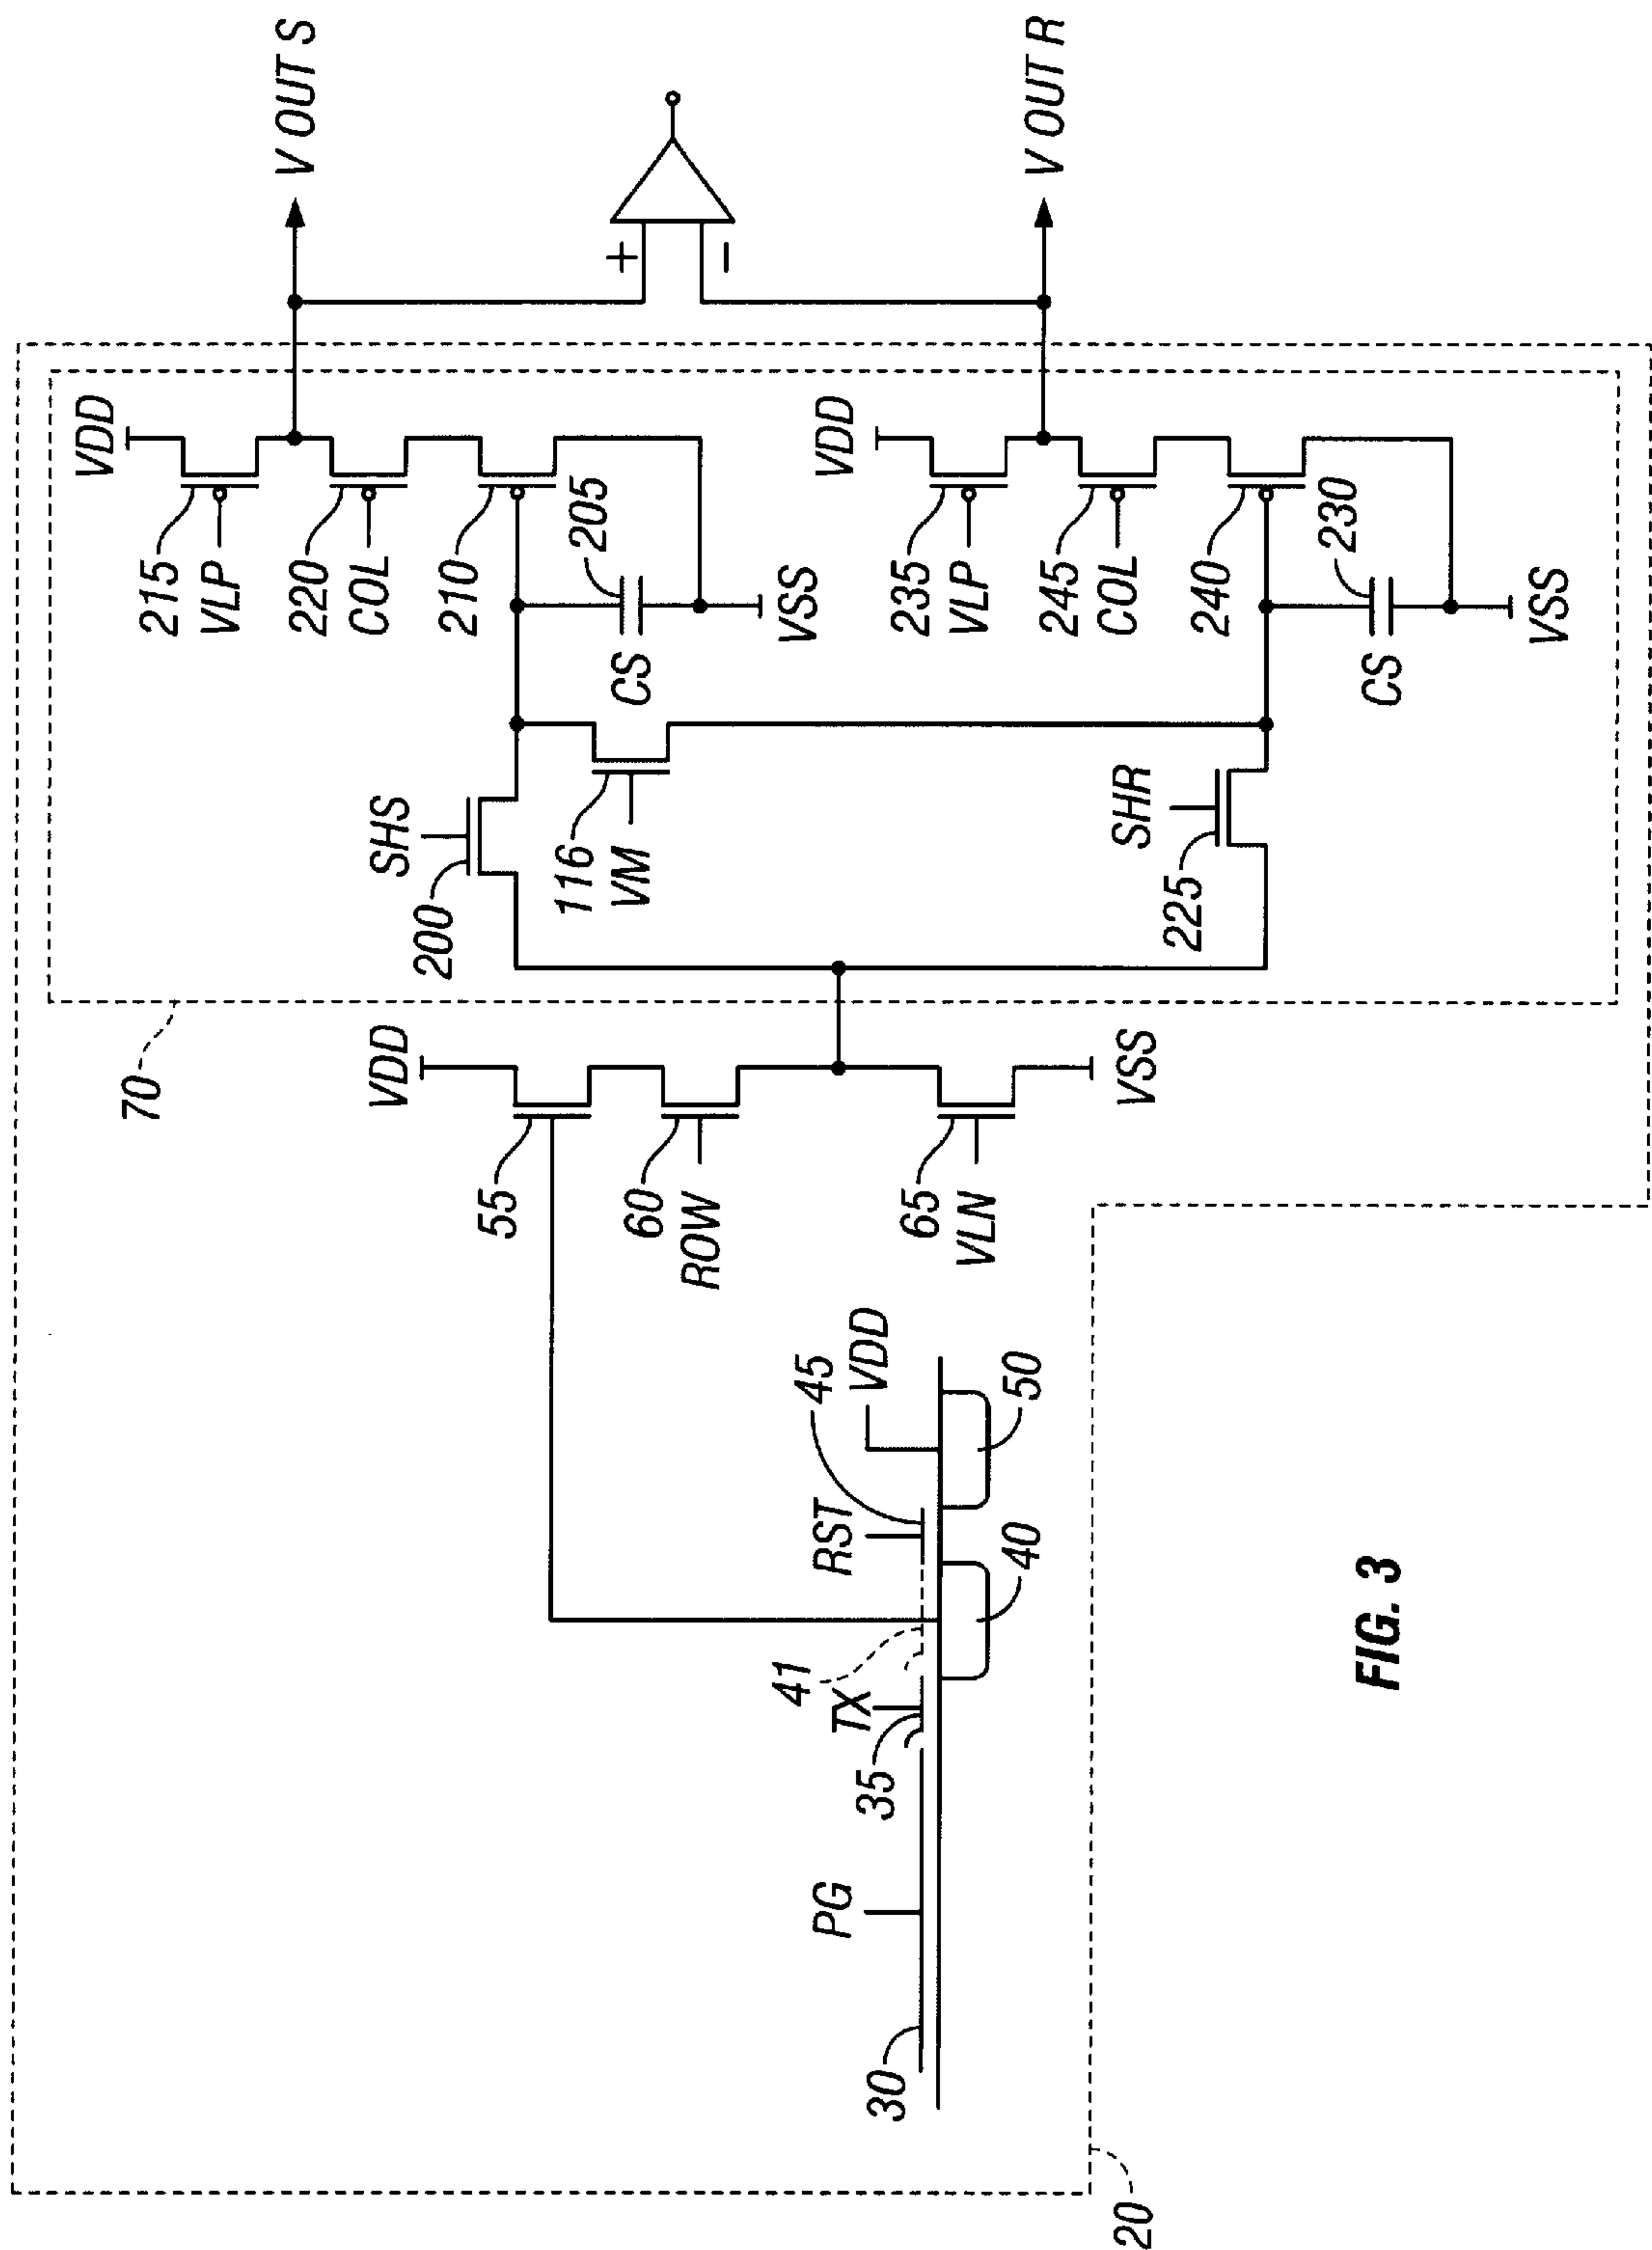 VDD
215
VLP
220
COL
210
205
CS
VSS
V OUT S
+
−
V OUT R
VDD
235
VLP
245
COL
240
230
CS
VSS
SHS
200
116
VM
SHR
225
70
VDD
55
60
ROW
65
VLN
VSS
30
PG
35
TX
41
RST
45
VDD
40
50
20
FIG. 3